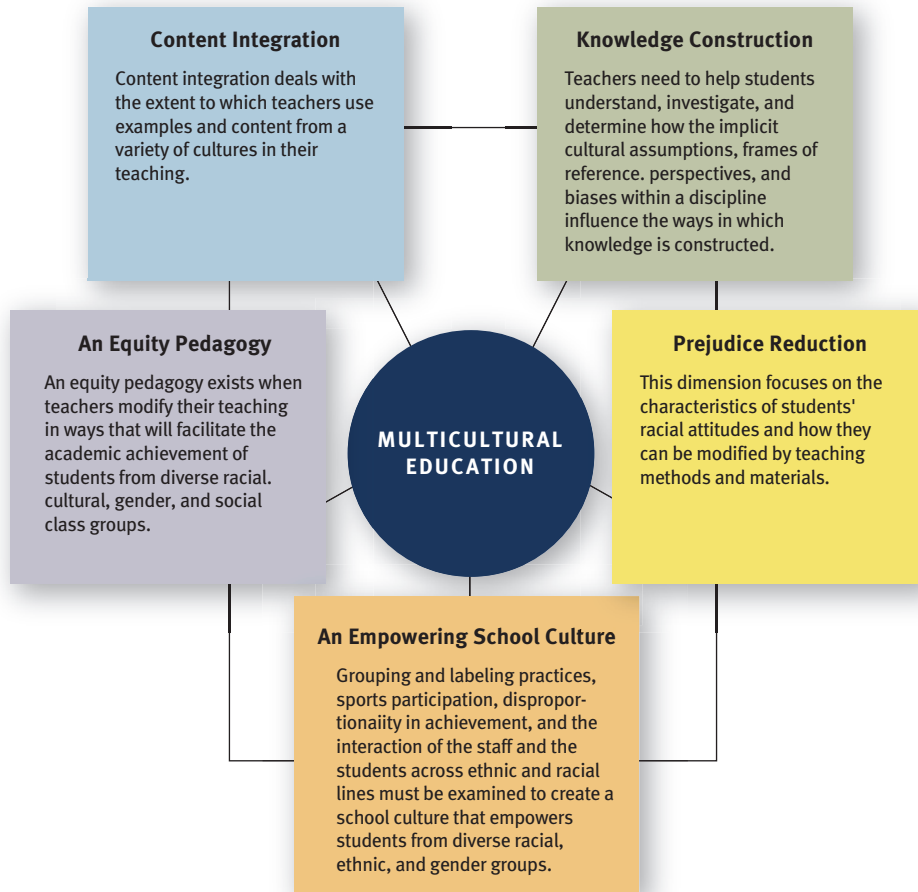 Content Integration
Content integration deals with
the extent to which teachers use
examples and content from a
variety of cultures in their
teaching.
Knowledge Construction
Teachers need to help students
understand, investigate, and
determine how the implicit
cultural assumptions, frames of
reference. perspectives, and
biases within a discipline
influence the ways in which
knowledge is constructed.
An Equity Pedagogy
An equity pedagogy exists when
teachers modify their teaching
in ways that will facilitate the
academic achievement of
students from diverse racial.
cultural, gender, and social
class groups.
MULTICULTURAL
EDUCATION
Prejudice Reduction
This dimension focuses on the
characteristics of students'
racial attitudes and how they
can be modified by teaching
methods and materials.
An Empowering School Culture
Grouping and labeling practices,
sports participation, dispropor-
tionaiity in achievement, and the
interaction of the staff and the
students across ethnic and racial
lines must be examined to create a
school culture that empowers
students from diverse racial,
ethnic, and gender groups.